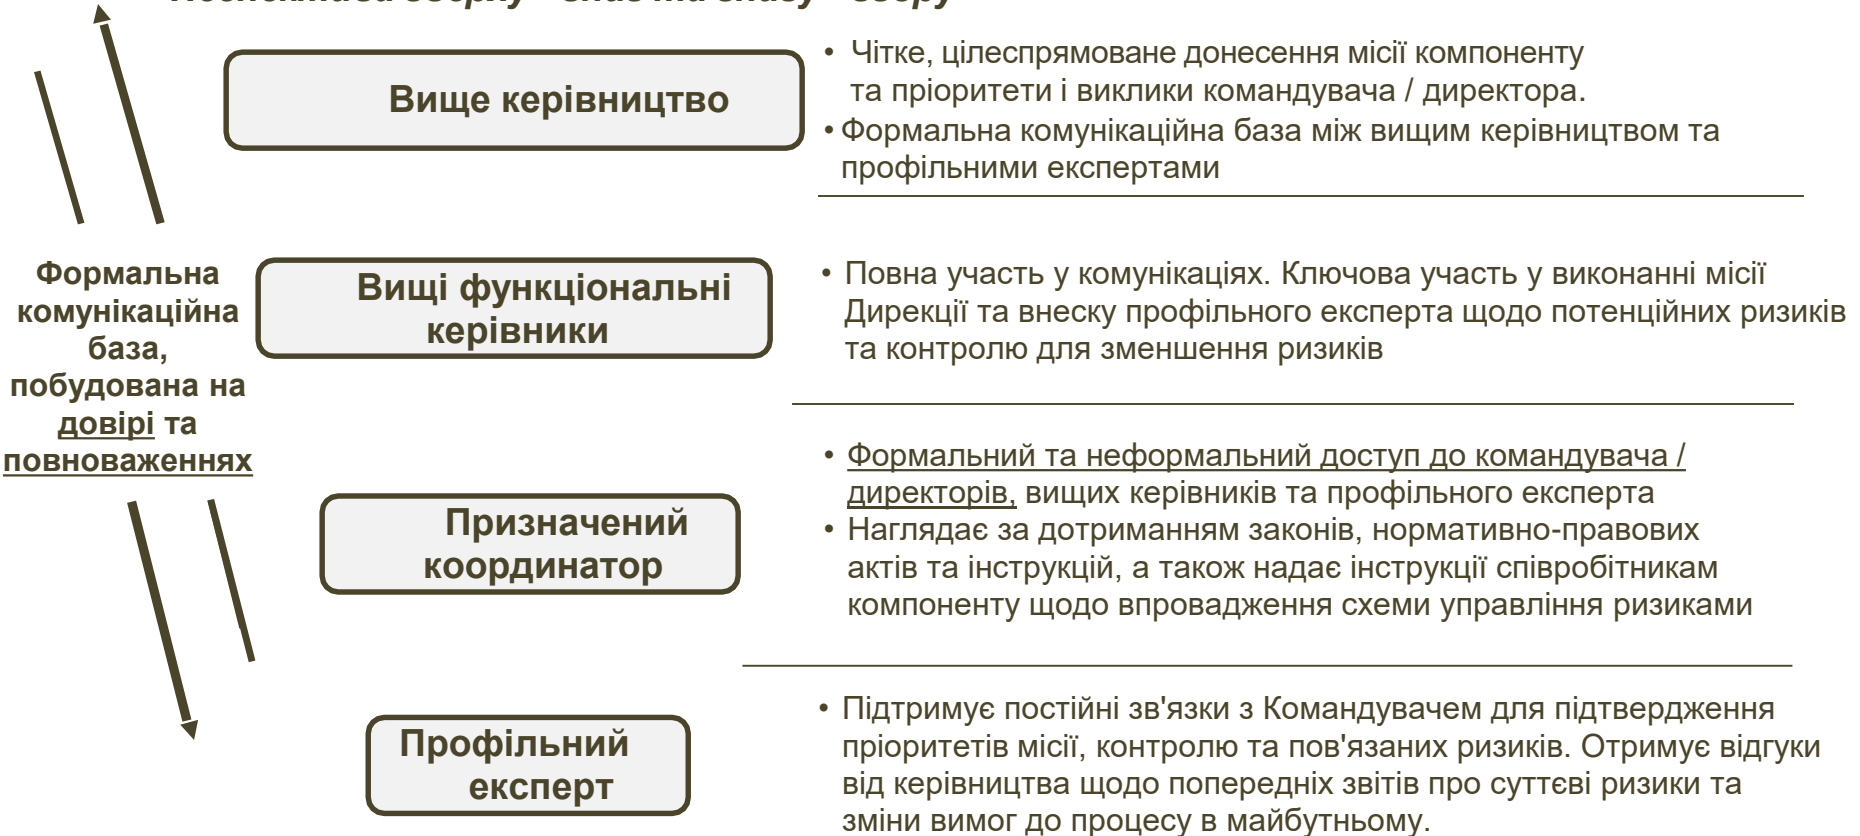 Вище керівництво
• Чітке, цілеспрямоване донесення місії компоненту
та пріоритети і виклики командувача / директора.
• Формальна комунікаційна база між вищим керівництвом та
профільними експертами
Формальна
комунікаційна
база,
побудована на
довірі та
повноваженнях
Вищі функціональні
керівники
• Повна участь у комунікаціях. Ключова участь у виконанні місії
Дирекції та внеску профільного експерта щодо потенційних ризиків
та контролю для зменшення ризиків
Призначений
координатор
• Формальний та неформальний доступ до командувача /
директорів, вищих керівників та профільного експерта
• Наглядає за дотриманням законів, нормативно-правових
актів та інструкцій, а також надає інструкції співробітникам
компоненту щодо впровадження схеми управління ризиками
Профільний
експерт
• Підтримує постійні зв'язки з Командувачем для підтвердження
пріоритетів місії, контролю та пов'язаних ризиків. Отримує відгуки
від керівництва щодо попередніх звітів про суттєві ризики та
зміни вимог до процесу в майбутньому.